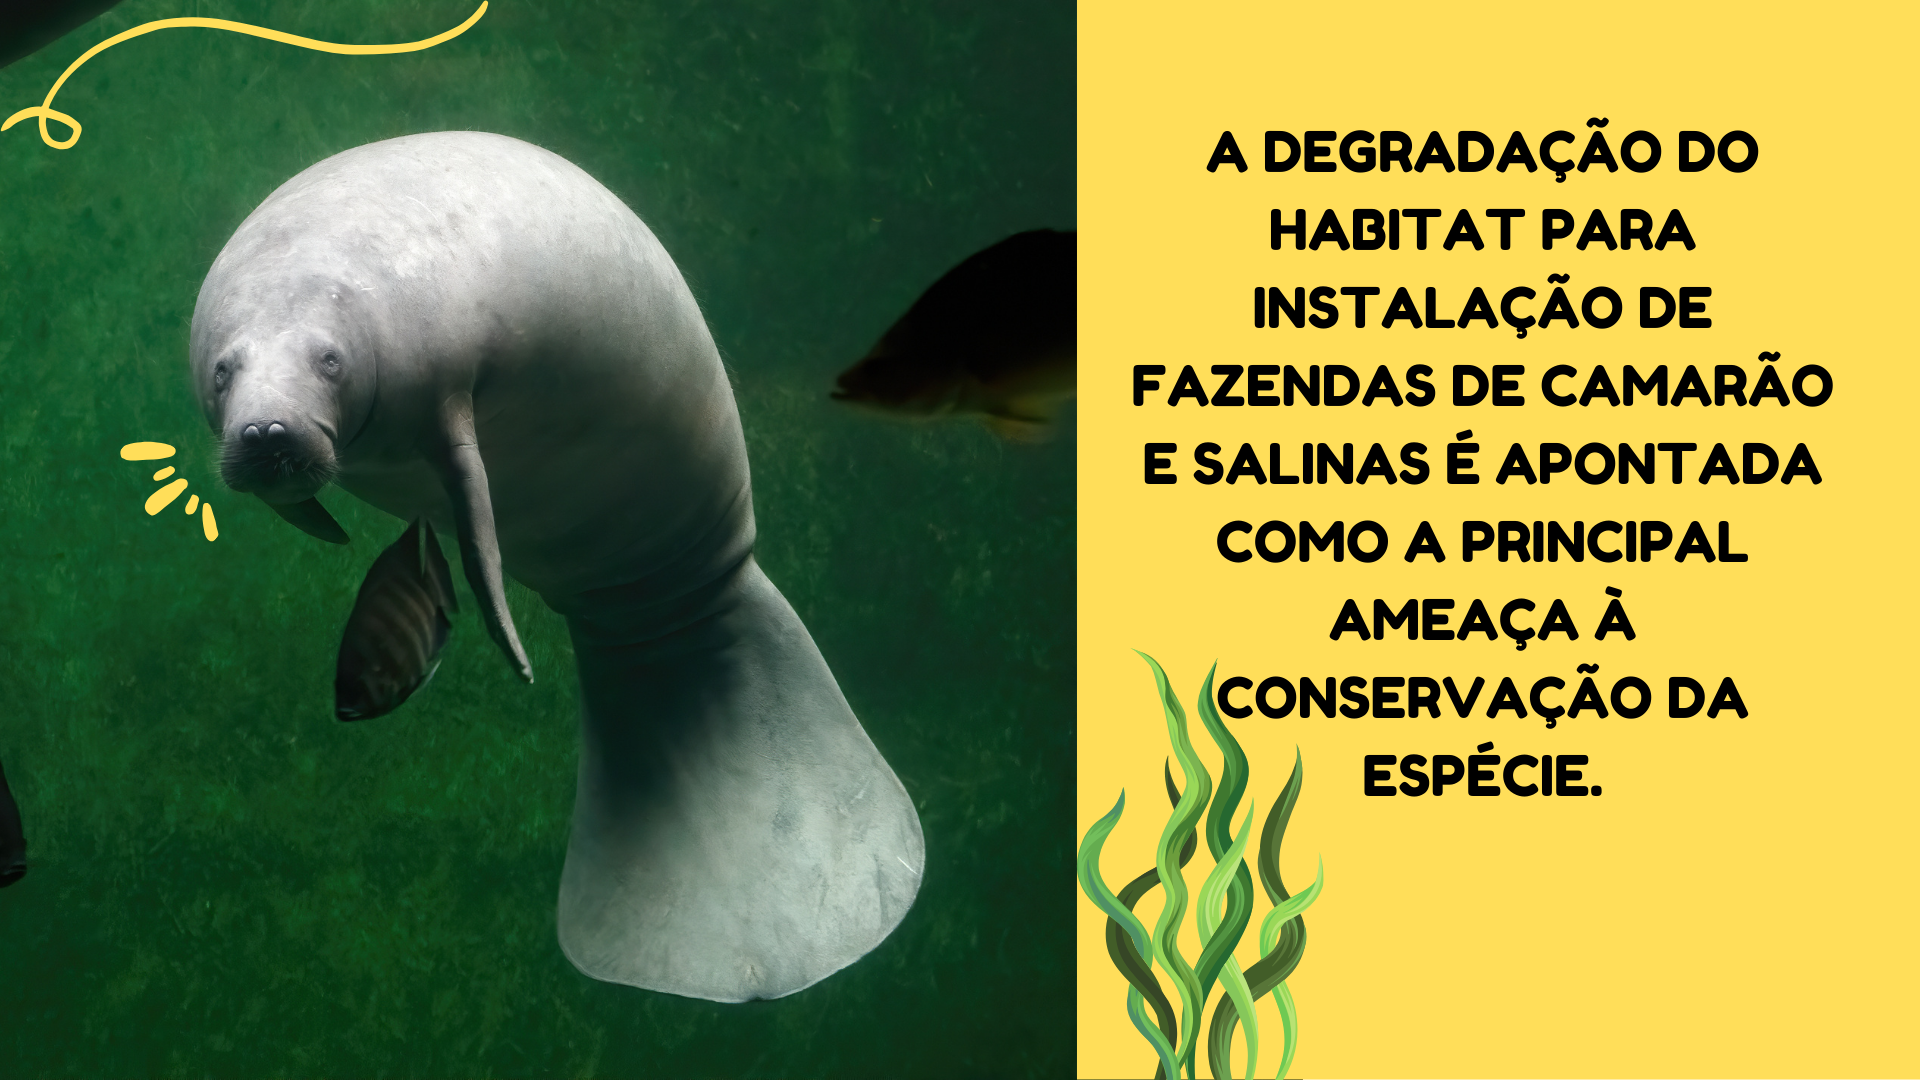 A DEGRADAÇÃO DO
HABITAT PARA
INSTALAÇÃO DE
FAZENDAS DE CAMARÃO
E SALINAS É APONTADA
COMO A PRINCIPAL
AMEAÇA À
CONSERVAÇÃO DA
ESPÉCIE.